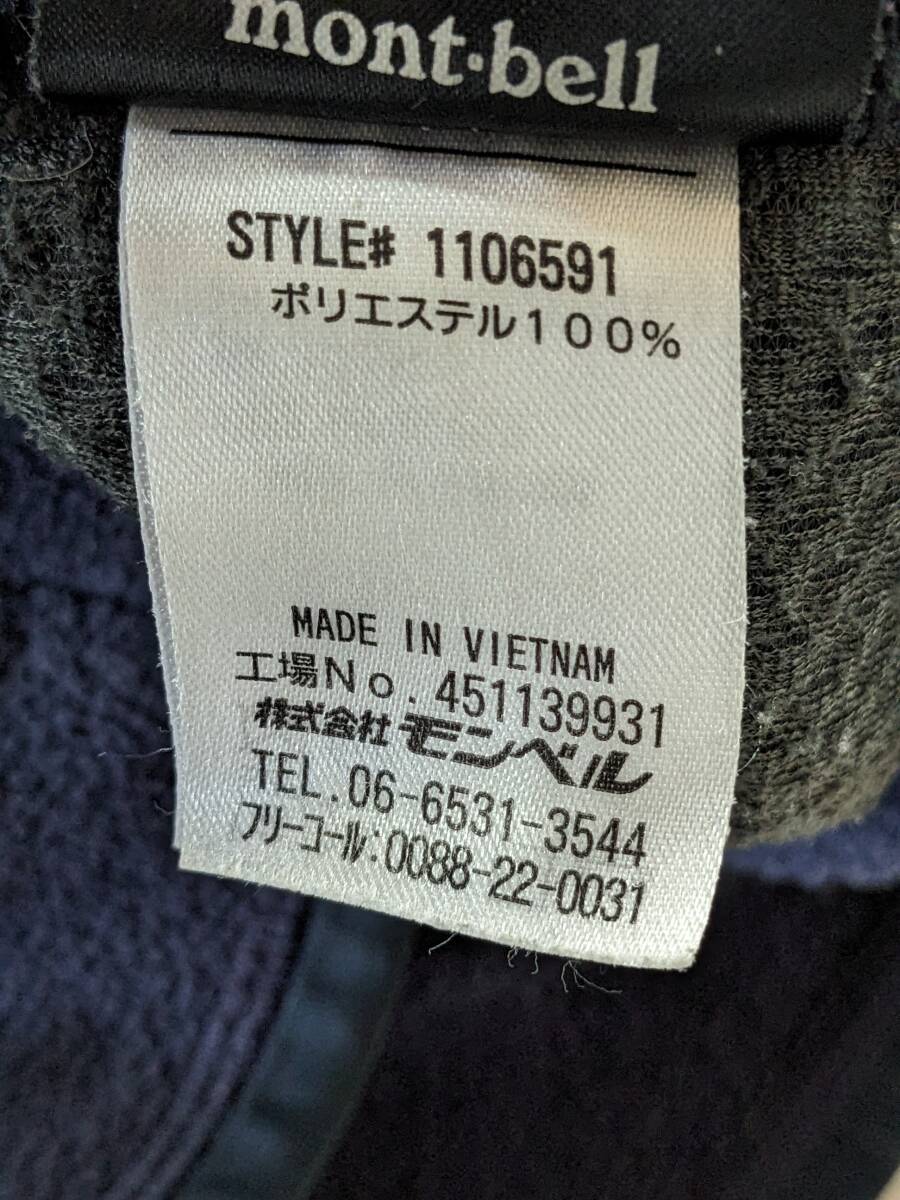 mont·bell
STYLE# 1106591
ポリエステル100%
MADE IN VIETNAM
工場No.451139931
株式会社 モンベル
TEL.06-6531-3544
フリーコール:0088-22-0031